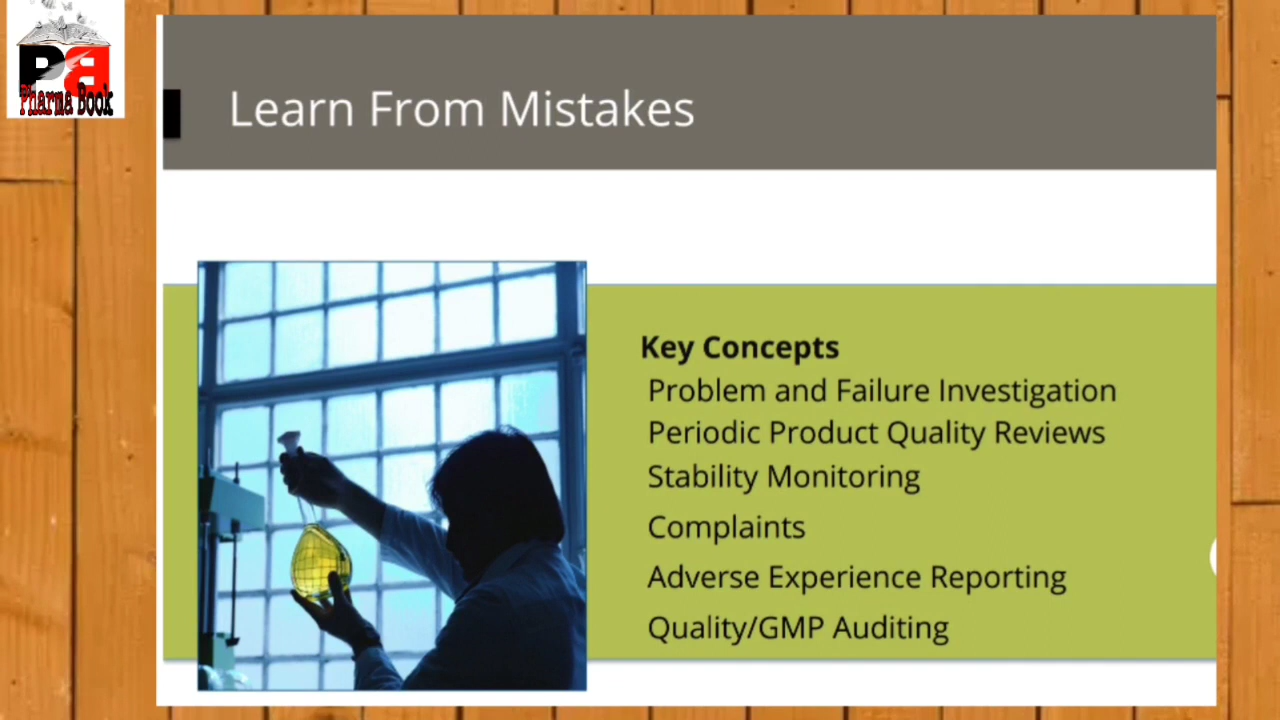 PB
Pharma Book
Learn From Mistakes
Key Concepts
Problem and Failure Investigation
Periodic Product Quality Reviews
Stability Monitoring
Complaints
Adverse Experience Reporting
Quality/GMP Auditing